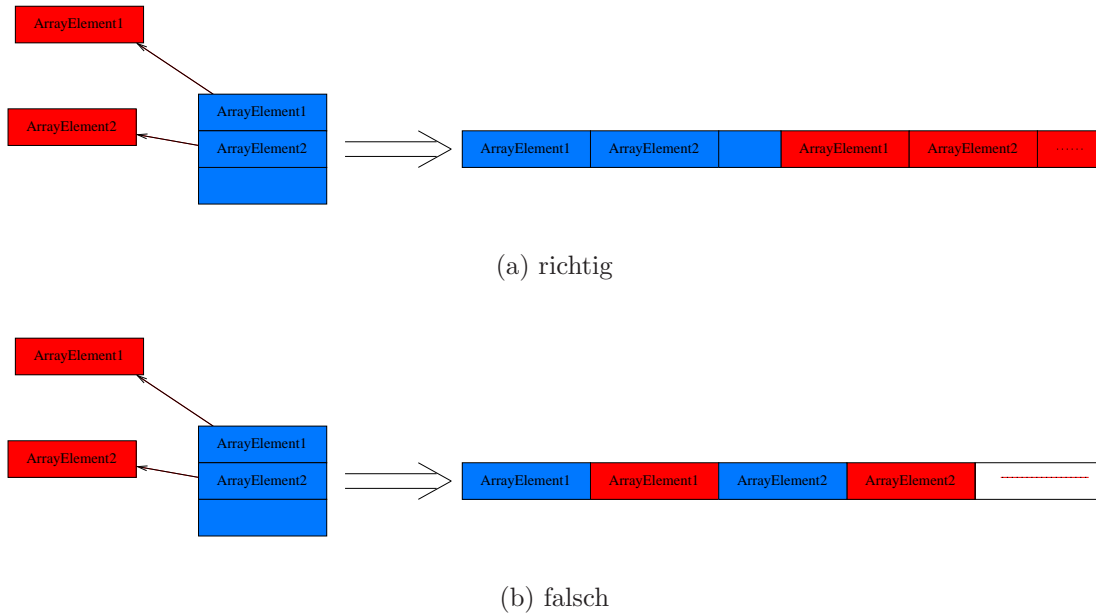 ArrayElement1
ArrayElement1
ArrayElement2
ArrayElement2
ArrayElement1 ArrayElement2 ArrayElement1 ArrayElement2 ......
(a) richtig
ArrayElement1
ArrayElement1
ArrayElement2
ArrayElement2
ArrayElement1 ArrayElement1 ArrayElement2 ArrayElement2
(b) falsch